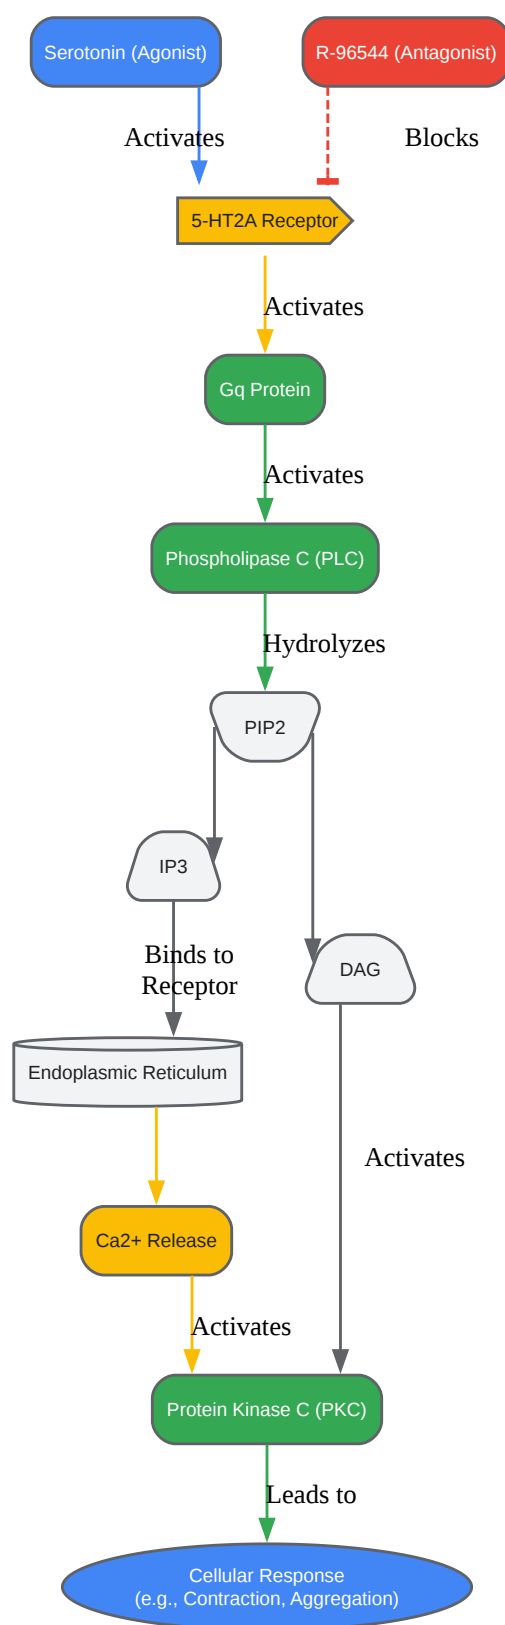 Serotonin (Agonist)
R-96544 (Antagonist)
Activates
Blocks
5-HT2A Receptor
Activates
Gq Protein
Activates
Phospholipase C (PLC)
Hydrolyzes
PIP2
IP3
Binds to
Receptor
DAG
Endoplasmic Reticulum
Activates
Ca2+ Release
Activates
Protein Kinase C (PKC)
Leads to
Cellular Response
(e.g., Contraction, Aggregation)